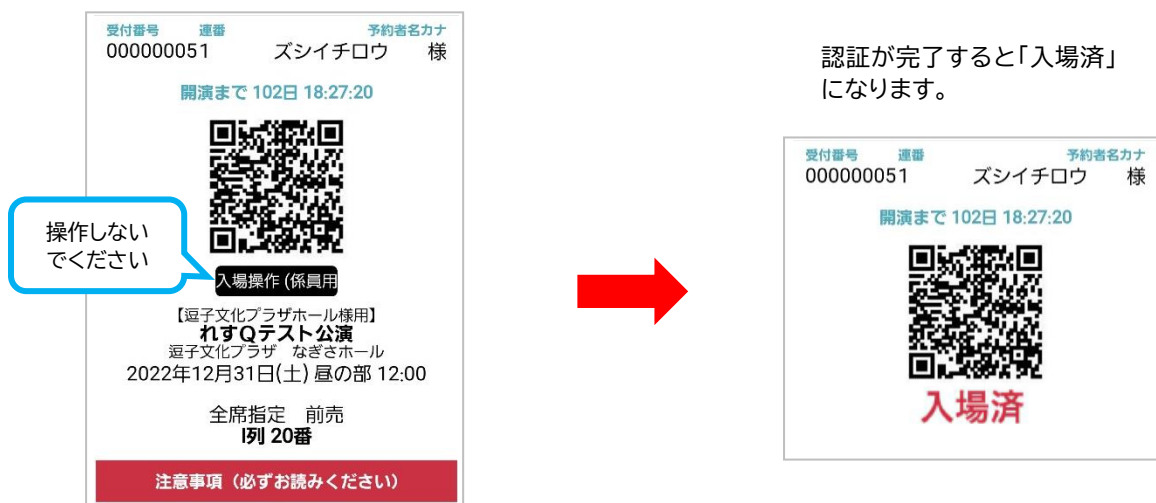 受付番号 連番 予約者名カナ
000000051 ズシイチロウ 様
開演まで 102日 18:27:20
操作しない
でください
入場操作 (係員用
【逗子文化プラザホール様用】
れすQテスト公演
逗子文化プラザ なぎさホール
2022年12月31日(土) 昼の部 12:00
全席指定 前売
I列 20番
注意事項（必ずお読みください）
認証が完了すると「入場済」
になります。
受付番号 連番 予約者名カナ
000000051 ズシイチロウ 様
開演まで 102日 18:27:20
入場済